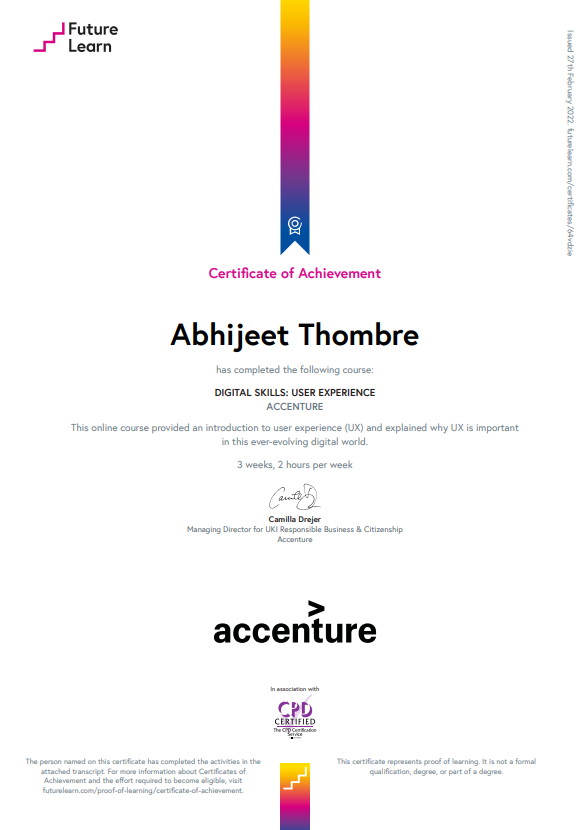 Future
Learn
Issued 27th February 2022. futurelearn.com/certificates/64vdzie
Certificate of Achievement
Abhijeet Thombre
has completed the following course:
DIGITAL SKILLS: USER EXPERIENCE
ACCENTURE
This online course provided an introduction to user experience (UX) and explained why UX is important
in this ever-evolving digital world.
3 weeks, 2 hours per week
Camilla Drejer
Managing Director for UKI Responsible Business & Citizenship
Accenture
accenture
In association with
CPD
CERTIFIED
The CPD Certification
Service
The person named on this certificate has completed the activities in the
attached transcript. For more information about Certificates of
Achievement and the effort required to become eligible, visit
futurelearn.com/proof-of-learning/certificate-of-achievement.
This certificate represents proof of learning. It is not a formal
qualification, degree, or part of a degree.